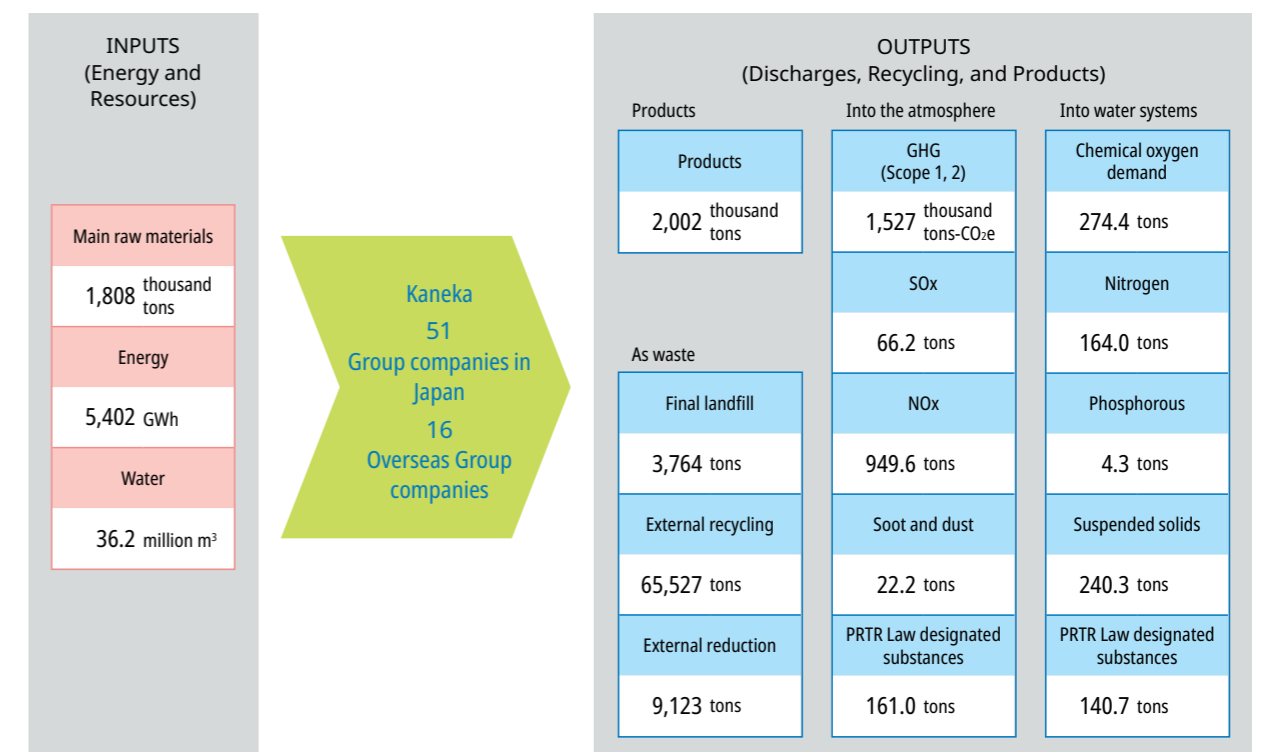 INPUTS
(Energy and
Resources)
Main raw materials
1,808 thousand
tons
Energy
5,402 GWh
Water
36.2 million m³
Kaneka
51
Group companies in
Japan
16
Overseas Group
companies
OUTPUTS
(Discharges, Recycling, and Products)
Products
Products
2,002 thousand
tons
As waste
Final landfill
3,764 tons
External recycling
65,527 tons
External reduction
9,123 tons
Into the atmosphere
GHG
(Scope 1, 2)
1,527 thousand
tons-CO₂e
SOx
66.2 tons
NOx
949.6 tons
Soot and dust
22.2 tons
PRTR Law designated
substances
161.0 tons
Into water systems
Chemical oxygen
demand
274.4 tons
Nitrogen
164.0 tons
Phosphorous
4.3 tons
Suspended solids
240.3 tons
PRTR Law designated
substances
140.7 tons